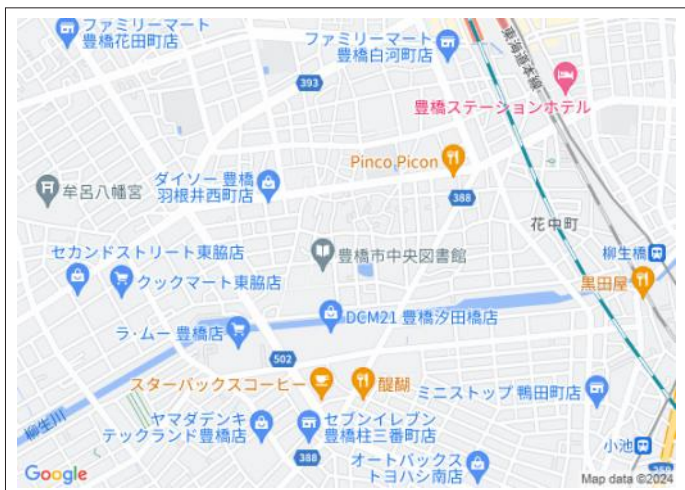 ファミリーマート
豊橋花田町店
ファミリーマート
豊橋白河町店
東海道本線
393
豊橋ステーションホテル
Pinco Picon
ダイソー 豊橋
羽根井西町店
牟呂八幡宮
388
花中町
セカンドストリート東脇店
豊橋市中央図書館
柳生橋
クックマート東脇店
黒田屋
DCM21 豊橋汐田橋店
ラ・ムー 豊橋店
502
スターバックスコーヒー
醍醐
ミニストップ 鴨田町店
柳生川
ヤマダデンキ
テックランド豊橋店
セブンイレブン
豊橋柱三番町店
小池
388
オートバックス
トヨハシ南店
259
Google
Map data ©2024